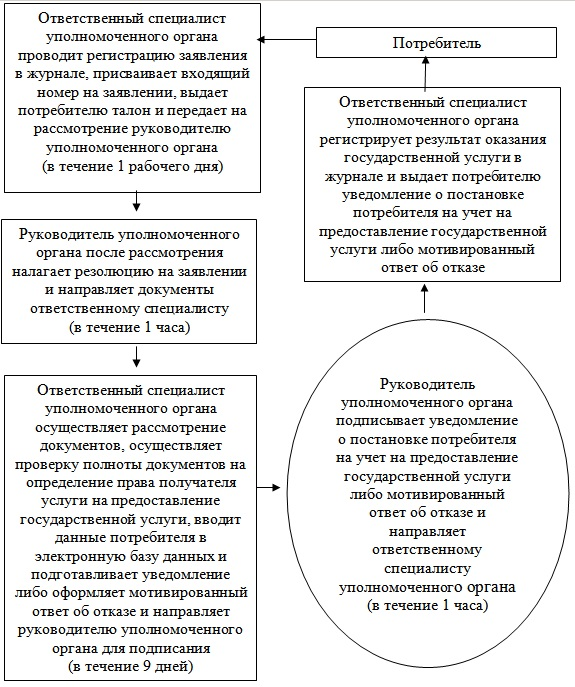 Ответственный специалист
уполномоченного органа
проводит регистрацию заявления
в журнале, присваивает входящий
номер на заявлении, выдает
потребителю талон и передает на
рассмотрение руководителю
уполномоченного органа
(в течение 1 рабочего дня)
Потребитель
Руководитель уполномоченного
органа после рассмотрения
налагает резолюцию на заявлении
и направляет документы
ответственному специалисту
(в течение 1 часа)
Ответственный специалист
уполномоченного органа
осуществляет рассмотрение
документов, осуществляет
проверку полноты документов на
определение права получателя
услуги на предоставление
государственной услуги, вводит
данные потребителя в
электронную базу данных и
подготавливает уведомление
либо оформляет мотивированный
ответ об отказе и направляет
руководителю уполномоченного
органа для подписания
(в течение 9 дней)
Руководитель
уполномоченного органа
подписывает уведомление
о постановке потребителя
на учет на предоставление
государственной услуги
либо мотивированный
ответ об отказе и
направляет
ответственному
специалисту
уполномоченного органа
(в течение 1 часа)
Ответственный специалист
уполномоченного органа
регистрирует результат оказания
государственной услуги в
журнале и выдает потребителю
уведомление о постановке
потребителя на учет на
предоставление государственной
услуги либо мотивированный
ответ об отказе